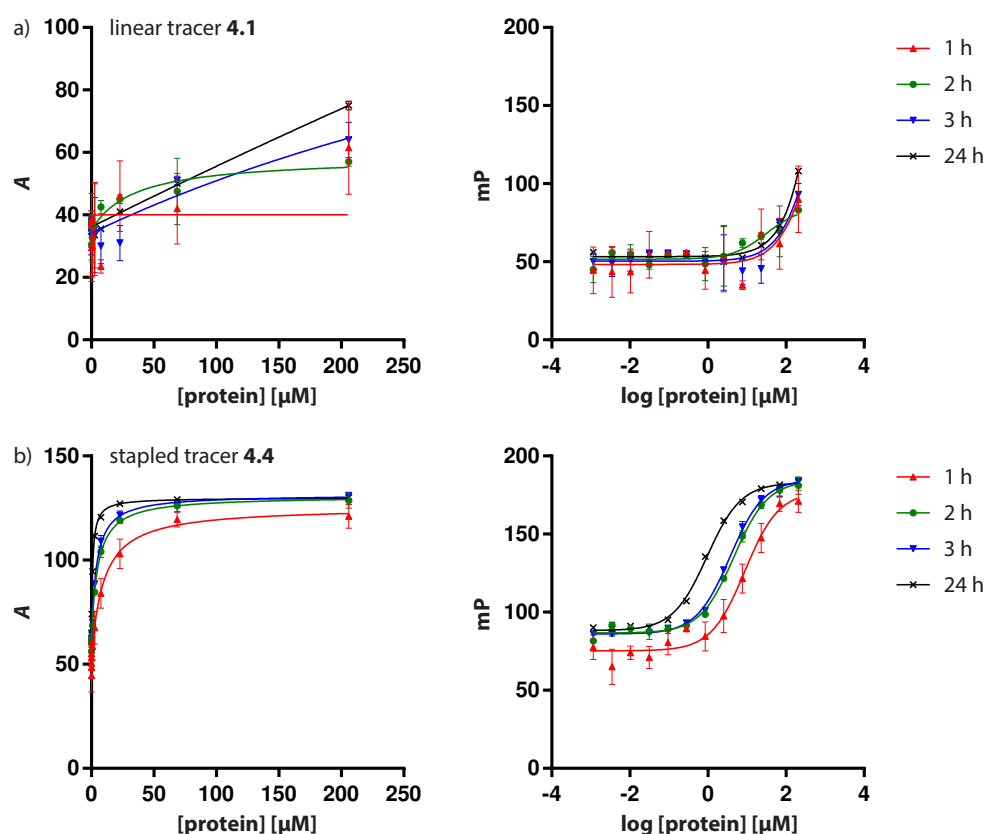 a) linear tracer 4.1
100
80
60
40
20
0
A
0 50 100 150 200 250
[protein] [µM]
200
150
100
50
0
mP
-4 -2 0 2 4
log [protein] [µM]
1 h
2 h
3 h
24 h
b) stapled tracer 4.4
150
100
50
0
A
0 50 100 150 200 250
[protein] [µM]
200
150
100
50
0
mP
-4 -2 0 2 4
log [protein] [µM]
1 h
2 h
3 h
24 h